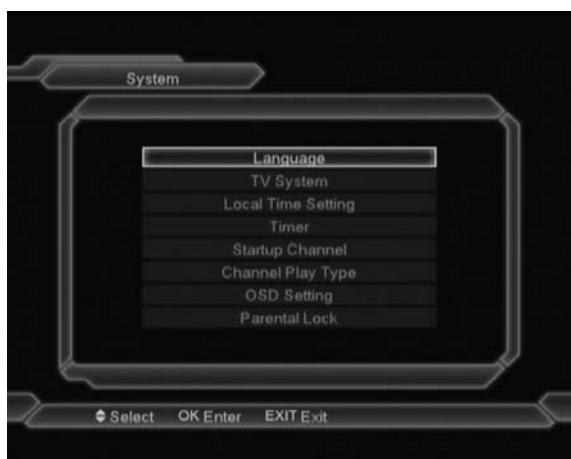 System
Language
TV System
Local Time Setting
Timer
Startup Channel
Channel Play Type
OSD Setting
Parental Lock
Select OK Enter EXIT Exit